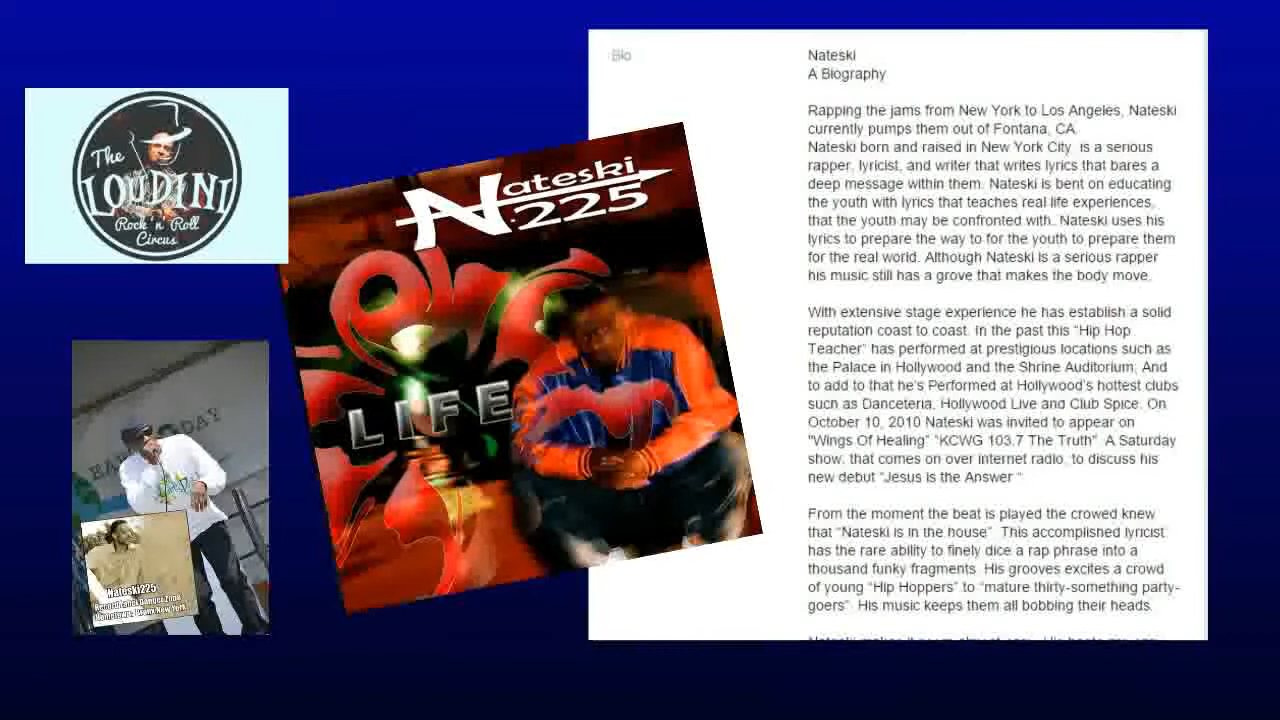 The
LOUDINI
Rock 'n' Roll
Circus
Nateski
225
LIFE
DAY
Nateski225
Bio
Nateski
A Biography
Rapping the jams from New York to Los Angeles, Nateski
currently pumps them out of Fontana, CA.
Nateski born and raised in New York City is a serious
rapper, lyricist, and writer that writes lyrics that bares a
deep message within them. Nateski is bent on educating
the youth with lyrics that teaches real life experiences,
that the youth may be confronted with. Nateski uses his
lyrics to prepare the way to for the youth to prepare them
for the real world. Although Nateski is a serious rapper
his music still has a grove that makes the body move.
With extensive stage experience he has establish a solid
reputation coast to coast. In the past this "Hip Hop
Teacher" has performed at prestigious locations such as
the Palace in Hollywood and the Shrine Auditorium; And
to add to that he's Performed at Hollywood's hottest clubs
such as Danceteria, Hollywood Live and Club Spice. On
October 10, 2010 Nateski was invited to appear on
"Wings Of Healing" "KCWG 103.7 The Truth". A Saturday
show, that comes on over internet radio, to discuss his
new debut "Jesus is the Answer "
From the moment the beat is played the crowed knew
that "Nateski is in the house". This accomplished lyricist
has the rare ability to finely dice a rap phrase into a
thousand funky fragments. His grooves excites a crowd
of young "Hip Hoppers" to "mature thirty-something party-
goers". His music keeps them all bobbing their heads.